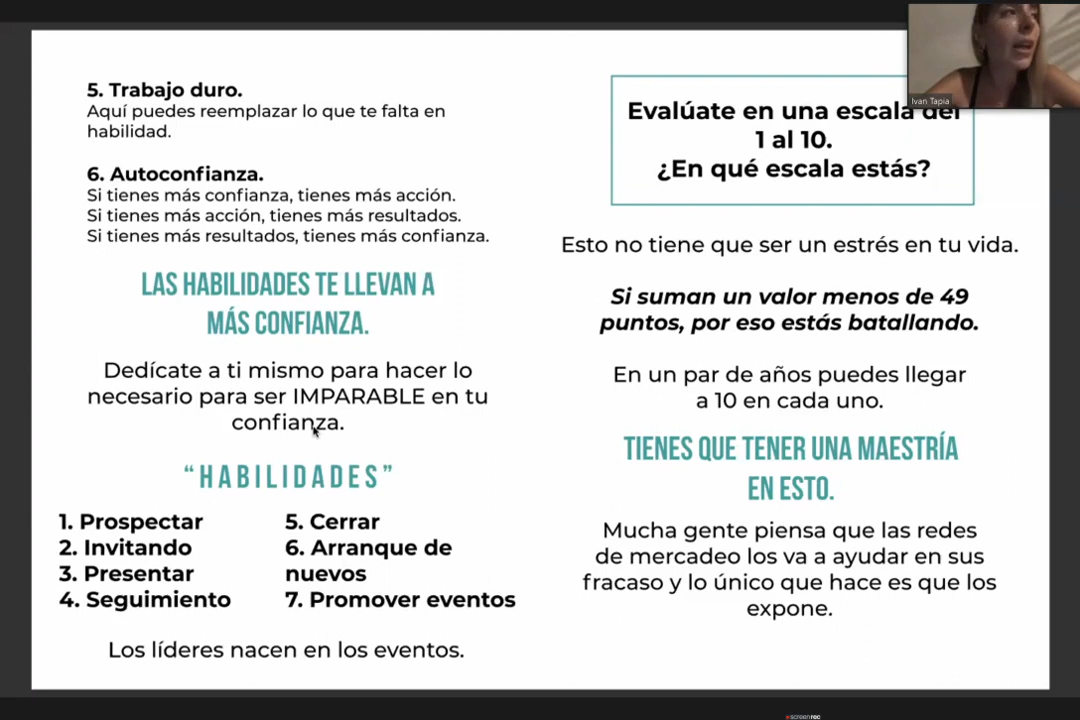 5. Trabajo duro.
Aquí puedes reemplazar lo que te falta en
habilidad.
6. Autoconfianza.
Si tienes más confianza, tienes más acción.
Si tienes más acción, tienes más resultados.
Si tienes más resultados, tienes más confianza.
LAS HABILIDADES TE LLEVAN A
MÁS CONFIANZA.
Dedícate a ti mismo para hacer lo
necesario para ser IMPARABLE en tu
confianza.
“HABILIDADES”
1. Prospectar
2. Invitando
3. Presentar
4. Seguimiento
5. Cerrar
6. Arranque de
nuevos
7. Promover eventos
Los líderes nacen en los eventos.
Evalúate en una escala del
1 al 10.
¿En qué escala estás?
Esto no tiene que ser un estrés en tu vida.
Si suman un valor menos de 49
puntos, por eso estás batallando.
En un par de años puedes llegar
a 10 en cada uno.
TIENES QUE TENER UNA MAESTRÍA
EN ESTO.
Mucha gente piensa que las redes
de mercadeo los va a ayudar en sus
fracaso y lo único que hace es que los
expone.
Ivan Tapia
screenrec